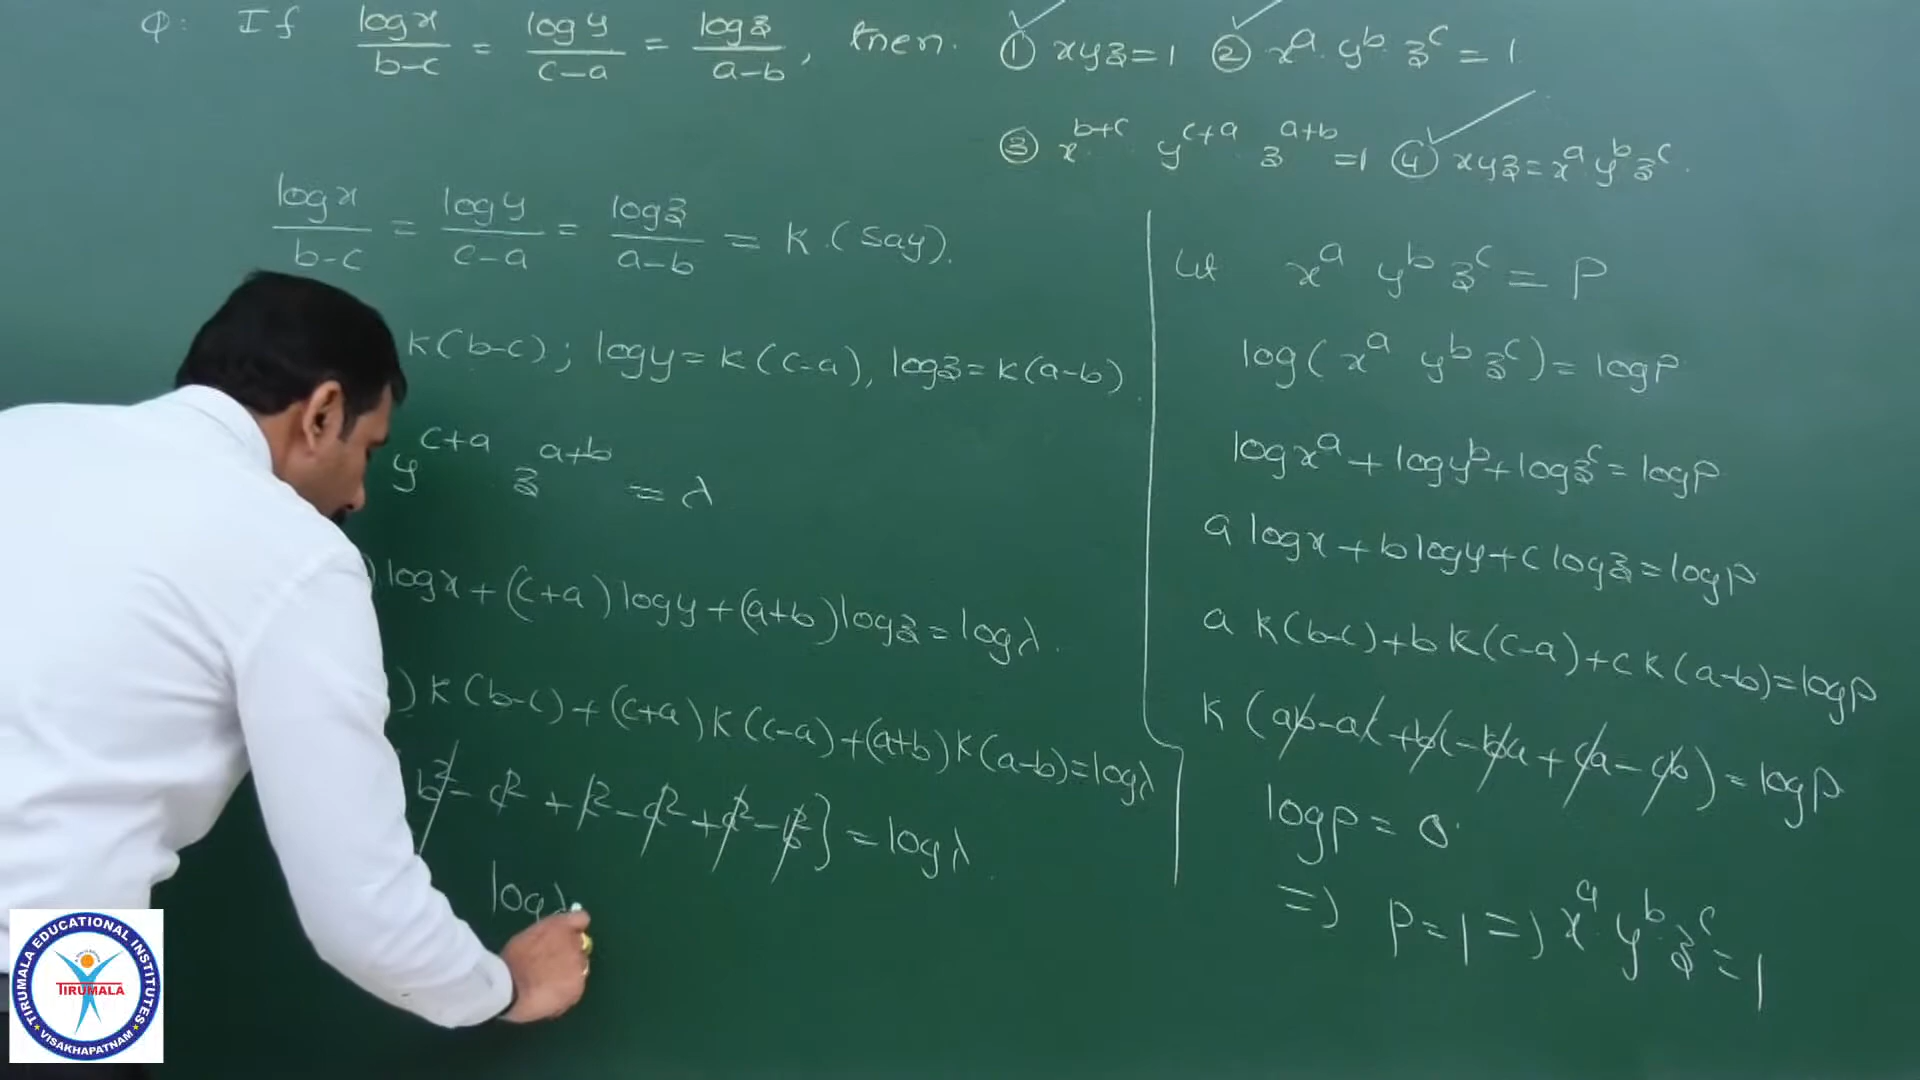 Q: If log x / b-c = log y / c-a = log z / a-b, then. ① xyz=1 ② x^a. y^b. z^c = 1
③ x^(b+c) y^(c+a) z^(a+b) =1 ④ xyz=x^a y^b z^c.
log x / b-c = log y / c-a = log z / a-b = K.(say).
K(b-c); log y=K(c-a), log z=K(a-b)
y^(c+a) z^(a+b) = λ
) log x+(c+a) log y+(a+b) log z=log λ.
) K(b-c)+(c+a)K(c-a)+(a+b)K(a-b)=log λ
b²- c² + c² - a² + a² - b²} = log λ
log λ
Let x^a y^b z^c = P
log( x^a y^b z^c)= log P
log x^a + log y^b + log z^c = log P
a log x + b log y + c log z = log P
a K(b-c)+b K(c-a)+c K(a-b)=log P
K (ab-ac+bc-ba+ca-cb)=log P
log P = 0
=) P=1 =) x^a. y^b. z^c = 1
TIRUMALA EDUCATIONAL INSTITUTES
TIRUMALA
VISAKHAPATNAM